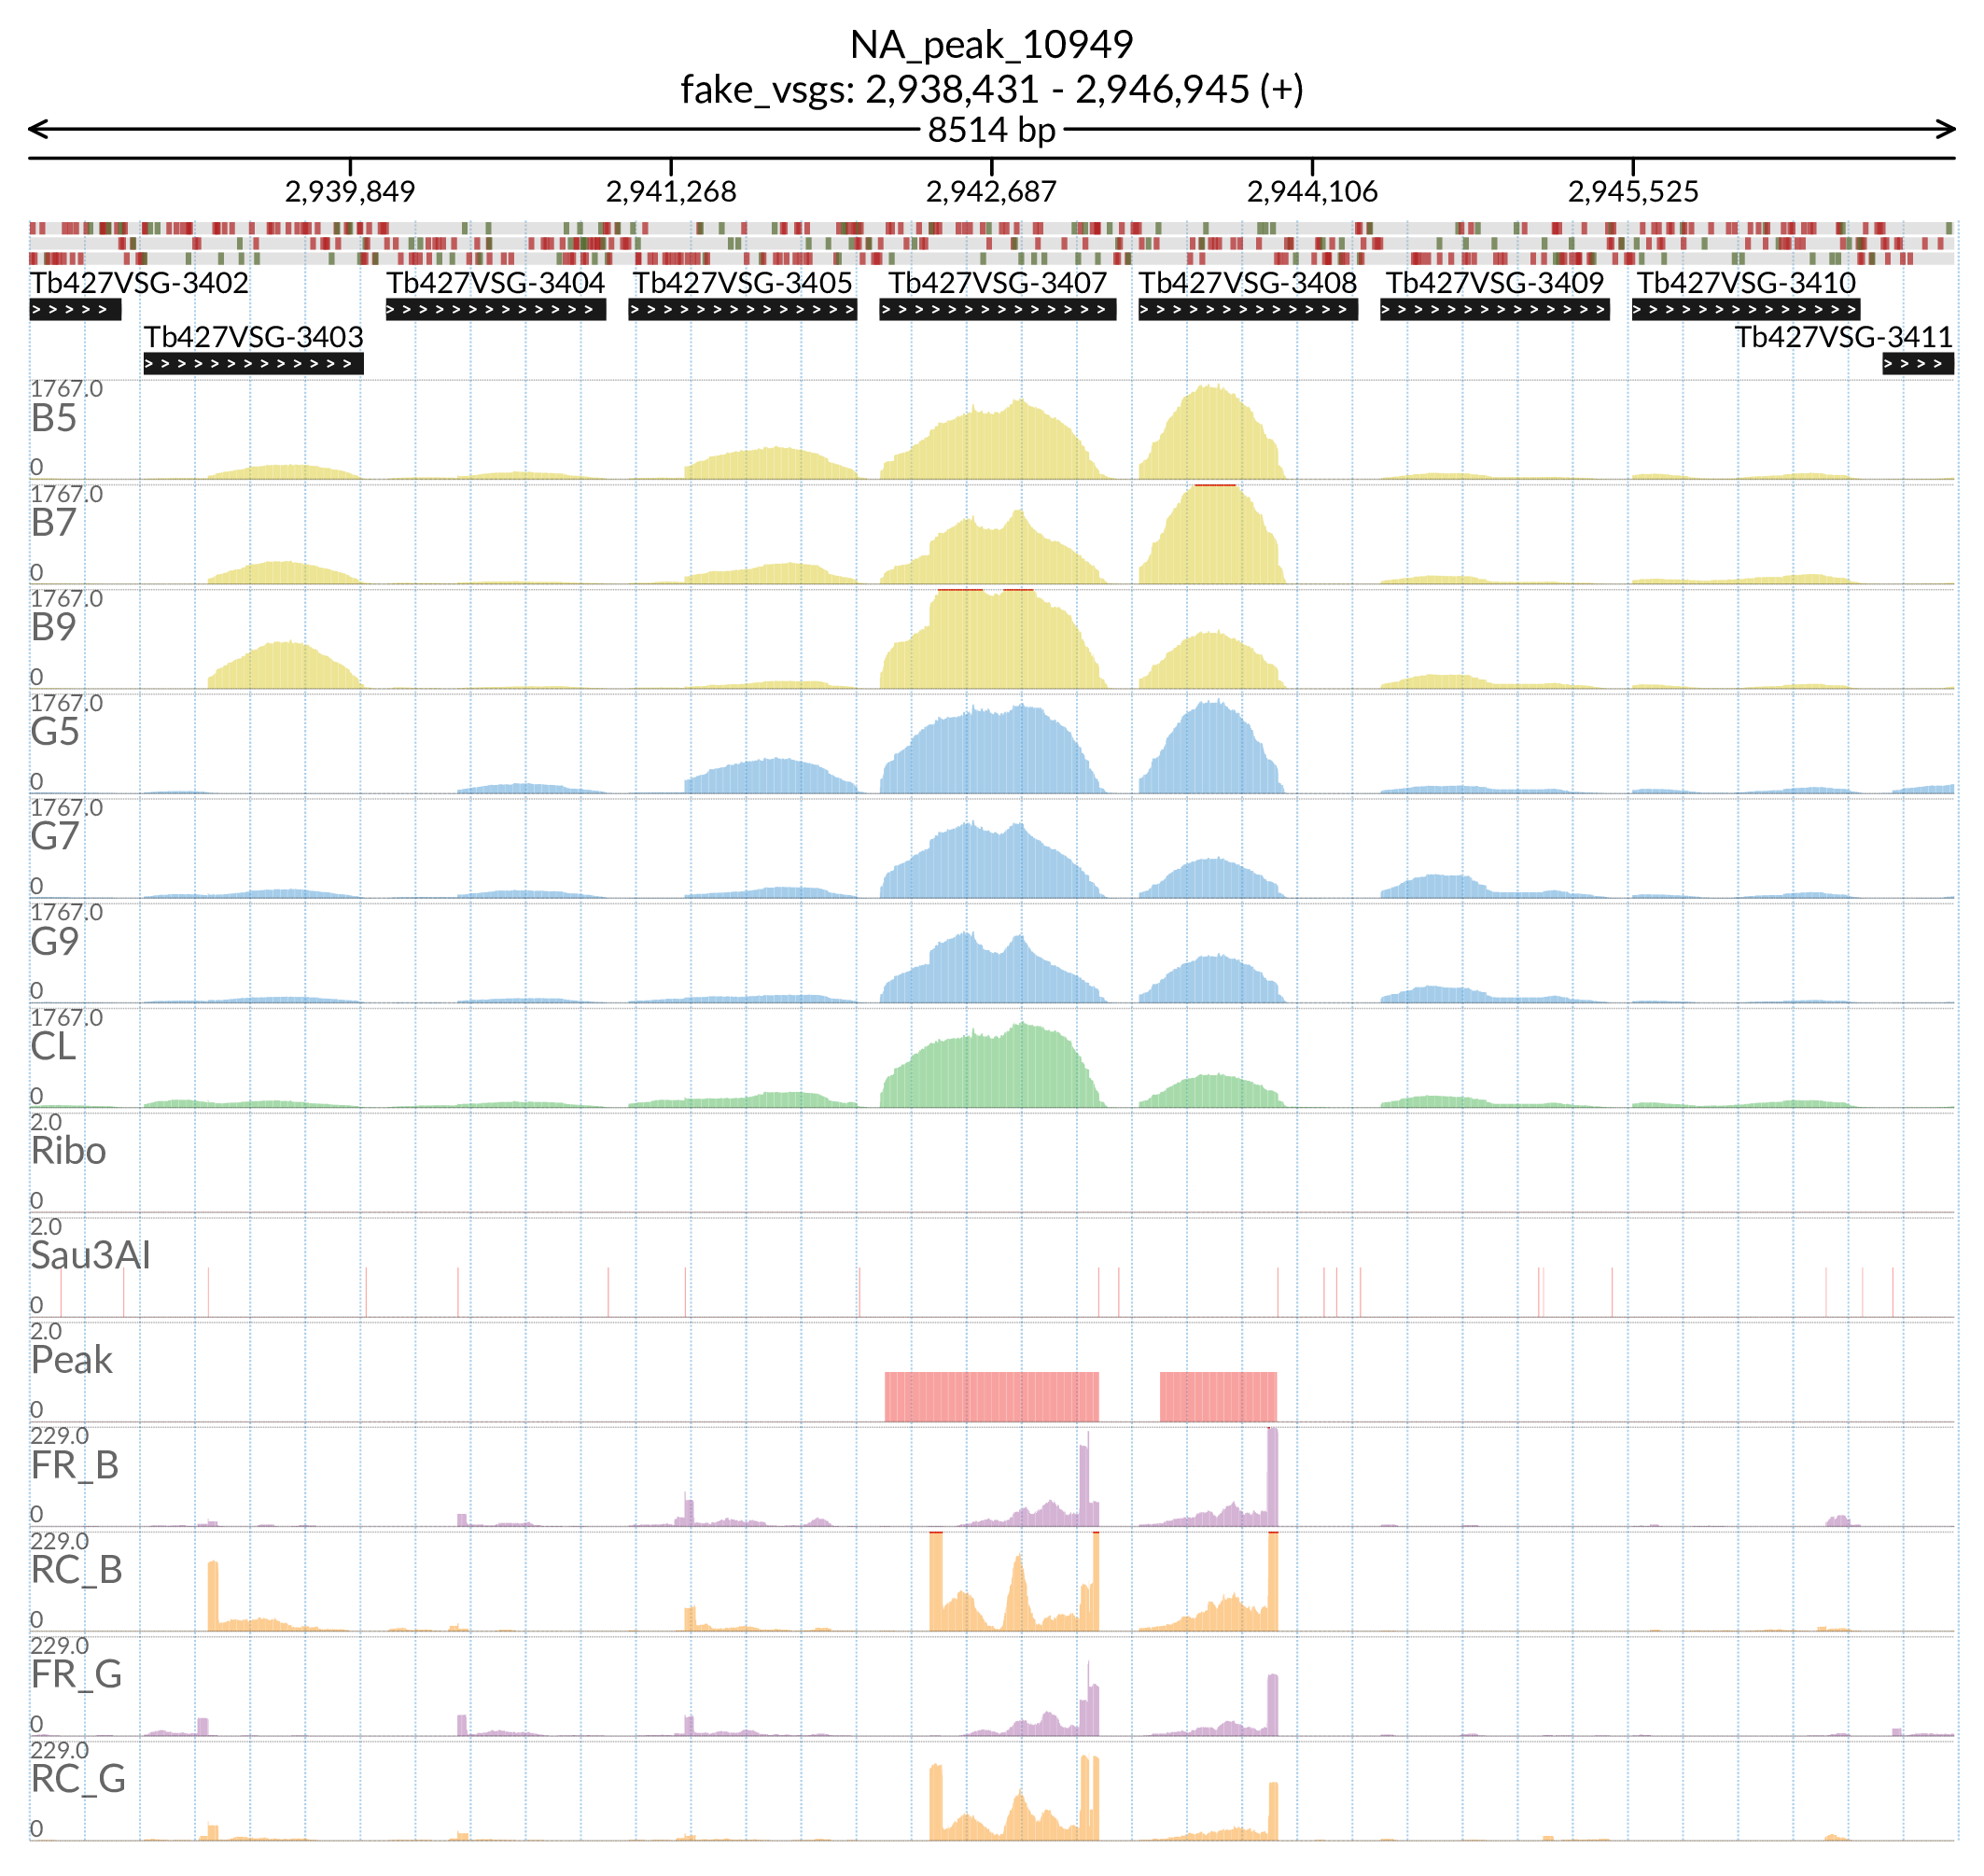 NA_peak_10949
fake_vsgs: 2,938,431 - 2,946,945 (+)
8514 bp
2,939,849 2,941,268 2,942,687 2,944,106 2,945,525
Tb427VSG-3402 Tb427VSG-3404 Tb427VSG-3405 Tb427VSG-3407 Tb427VSG-3408 Tb427VSG-3409 Tb427VSG-3410
Tb427VSG-3403 Tb427VSG-3411
1767.0
B5
0
1767.0
B7
0
1767.0
B9
0
1767.0
G5
0
1767.0
G7
0
1767.0
G9
0
1767.0
CL
0
2.0
Ribo
0
2.0
Sau3AI
0
2.0
Peak
0
229.0
FR_B
0
229.0
RC_B
0
229.0
FR_G
0
229.0
RC_G
0